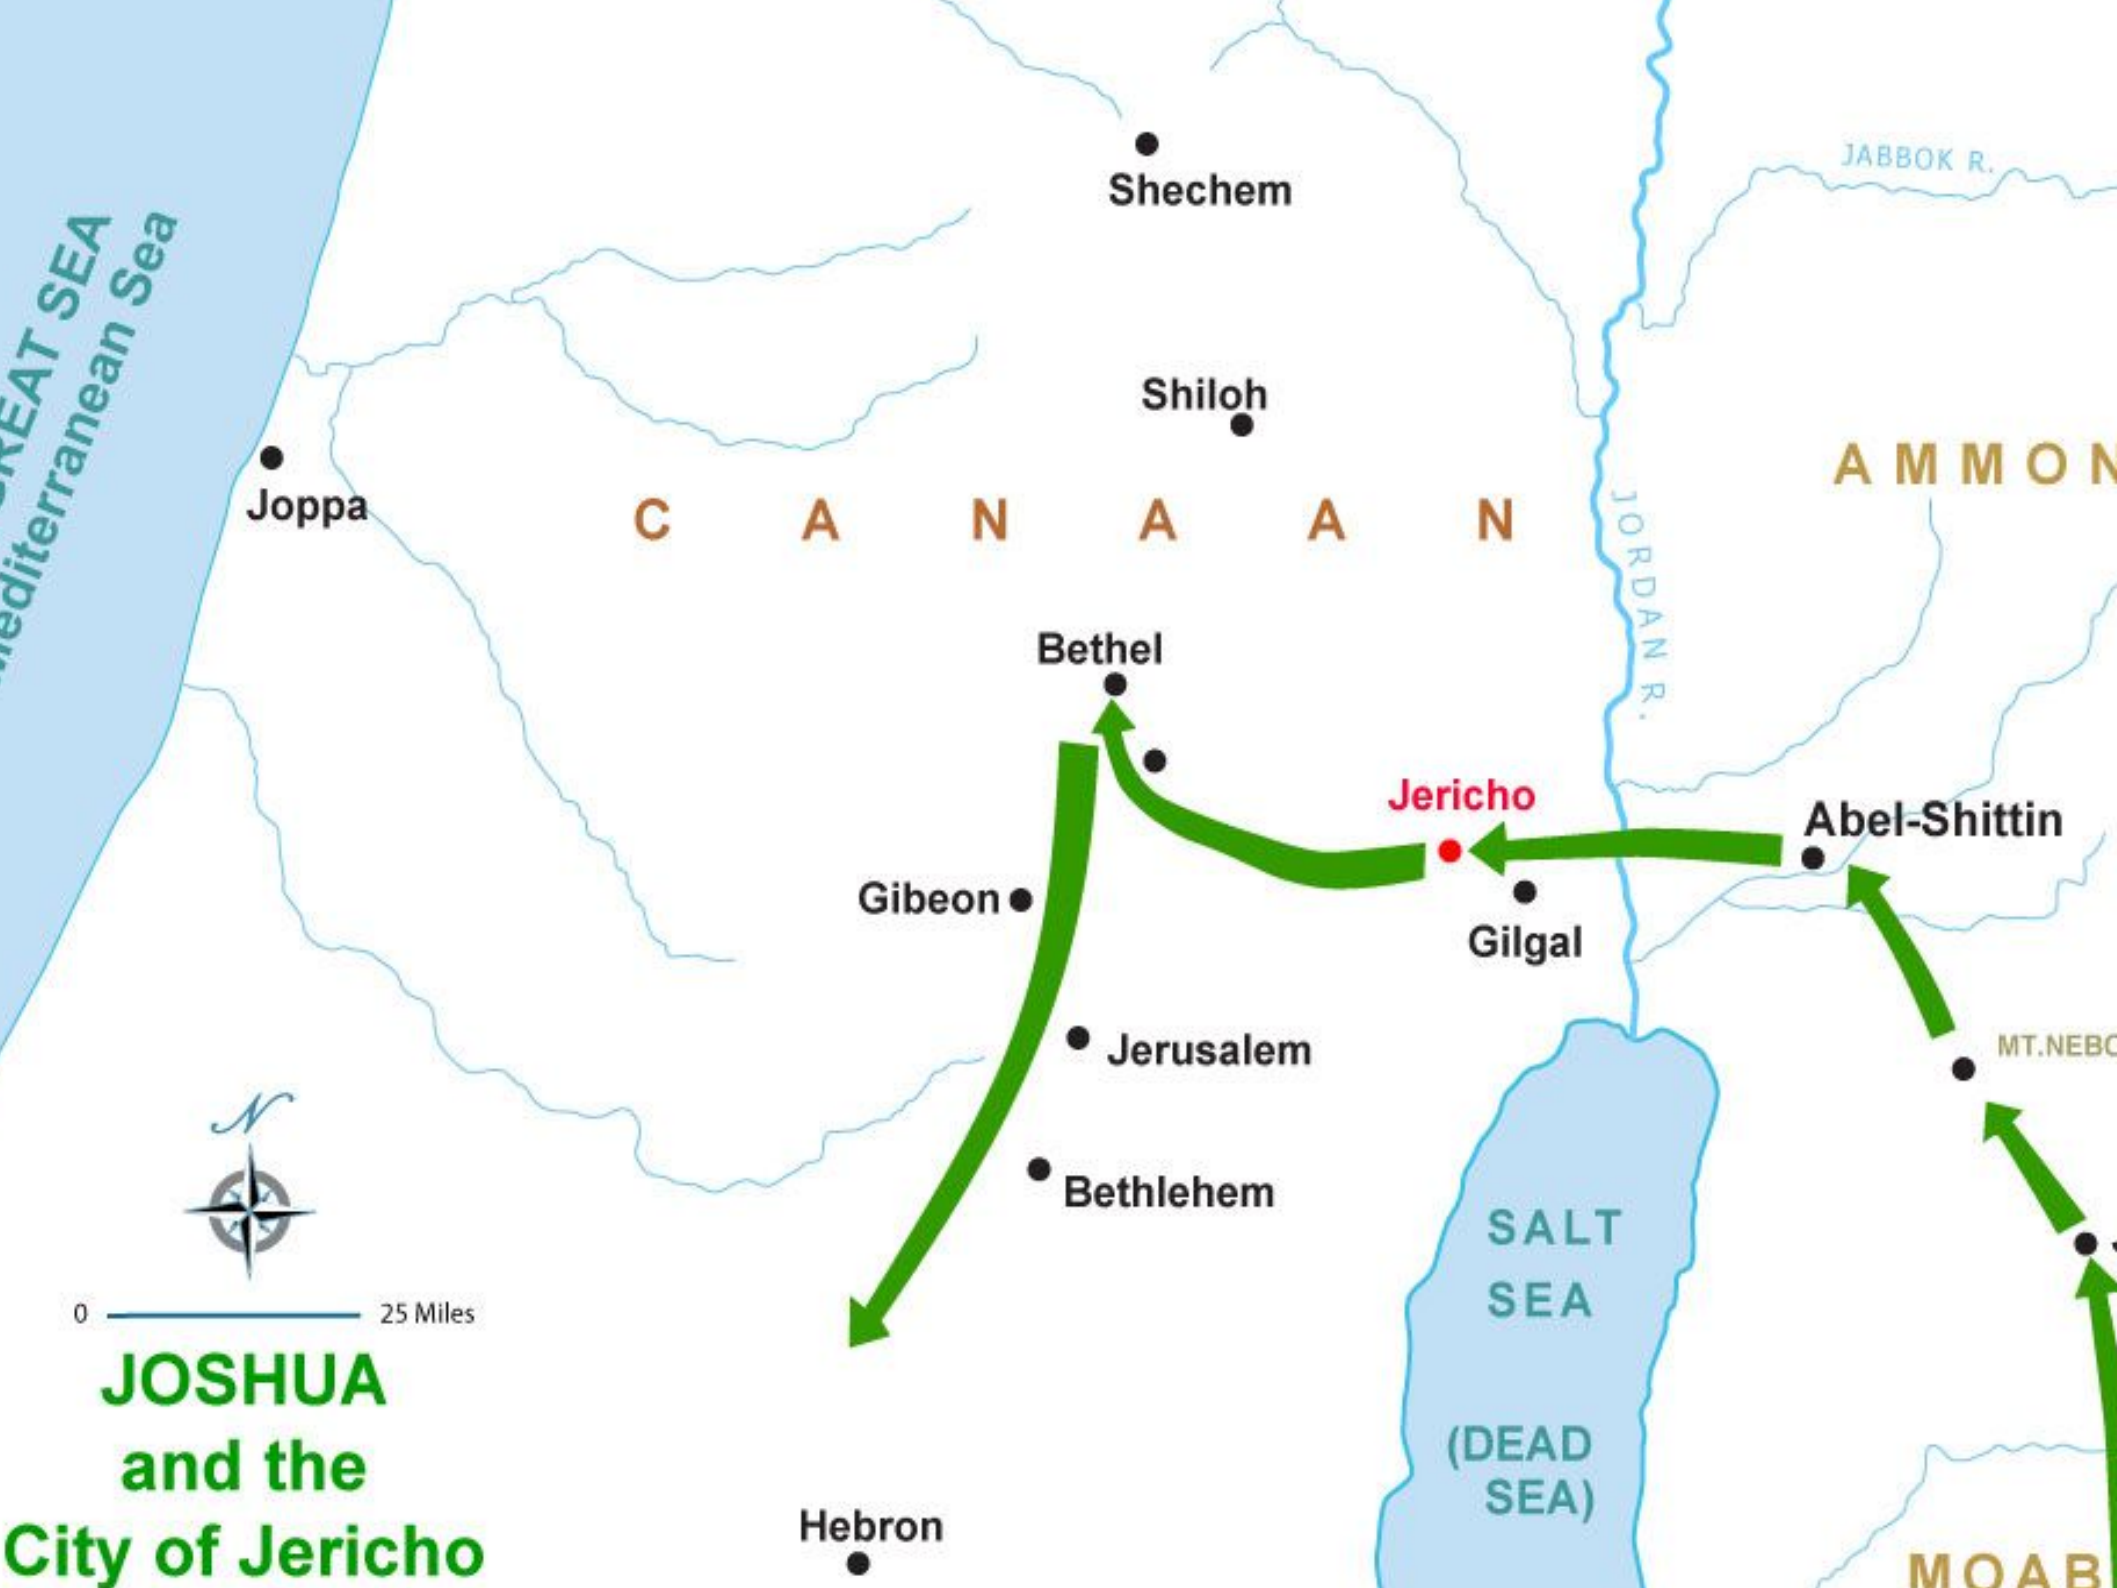 JABBOK R.
Shechem
GREAT SEA
Mediterranean Sea
Shiloh
AMMON
Joppa
CANAAN
JORDAN R.
Bethel
Jericho
Abel-Shittin
Gibeon
Gilgal
Jerusalem
MT.NEBO
N
Bethlehem
SALT
SEA
0 25 Miles
JOSHUA
and the
City of Jericho
(DEAD
SEA)
Hebron
MOAB